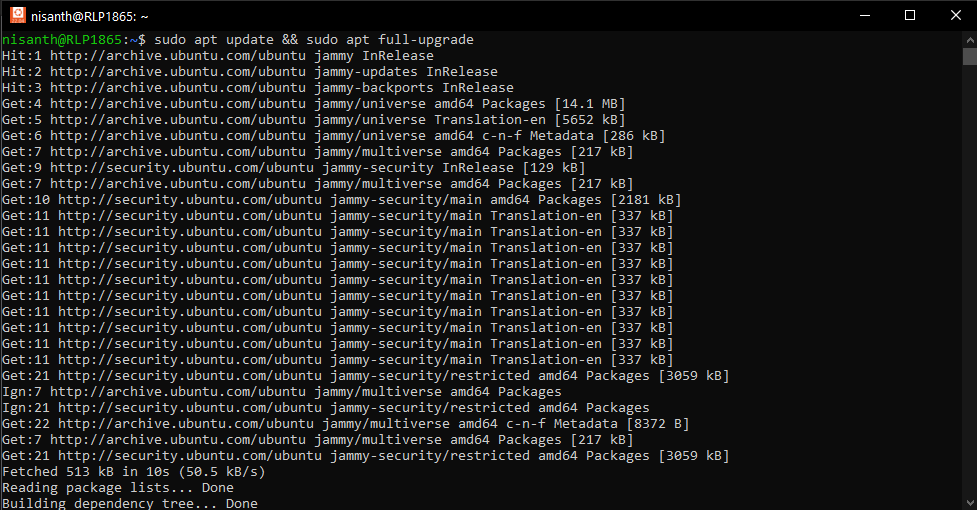 nisanth@RLP1865: ~
nisanth@RLP1865:~$ sudo apt update && sudo apt full-upgrade
Hit:1 http://archive.ubuntu.com/ubuntu jammy InRelease
Hit:2 http://archive.ubuntu.com/ubuntu jammy-updates InRelease
Hit:3 http://archive.ubuntu.com/ubuntu jammy-backports InRelease
Get:4 http://archive.ubuntu.com/ubuntu jammy/universe amd64 Packages [14.1 MB]
Get:5 http://archive.ubuntu.com/ubuntu jammy/universe Translation-en [5652 kB]
Get:6 http://archive.ubuntu.com/ubuntu jammy/universe amd64 c-n-f Metadata [286 kB]
Get:7 http://archive.ubuntu.com/ubuntu jammy/multiverse amd64 Packages [217 kB]
Get:9 http://security.ubuntu.com/ubuntu jammy-security InRelease [129 kB]
Get:7 http://archive.ubuntu.com/ubuntu jammy/multiverse amd64 Packages [217 kB]
Get:10 http://security.ubuntu.com/ubuntu jammy-security/main amd64 Packages [2181 kB]
Get:11 http://security.ubuntu.com/ubuntu jammy-security/main Translation-en [337 kB]
Get:11 http://security.ubuntu.com/ubuntu jammy-security/main Translation-en [337 kB]
Get:11 http://security.ubuntu.com/ubuntu jammy-security/main Translation-en [337 kB]
Get:11 http://security.ubuntu.com/ubuntu jammy-security/main Translation-en [337 kB]
Get:11 http://security.ubuntu.com/ubuntu jammy-security/main Translation-en [337 kB]
Get:11 http://security.ubuntu.com/ubuntu jammy-security/main Translation-en [337 kB]
Get:11 http://security.ubuntu.com/ubuntu jammy-security/main Translation-en [337 kB]
Get:11 http://security.ubuntu.com/ubuntu jammy-security/main Translation-en [337 kB]
Get:11 http://security.ubuntu.com/ubuntu jammy-security/main Translation-en [337 kB]
Get:11 http://security.ubuntu.com/ubuntu jammy-security/main Translation-en [337 kB]
Get:21 http://security.ubuntu.com/ubuntu jammy-security/restricted amd64 Packages [3059 kB]
Ign:7 http://archive.ubuntu.com/ubuntu jammy/multiverse amd64 Packages
Ign:21 http://security.ubuntu.com/ubuntu jammy-security/restricted amd64 Packages
Get:22 http://archive.ubuntu.com/ubuntu jammy/multiverse amd64 c-n-f Metadata [8372 B]
Get:7 http://archive.ubuntu.com/ubuntu jammy/multiverse amd64 Packages [217 kB]
Get:21 http://security.ubuntu.com/ubuntu jammy-security/restricted amd64 Packages [3059 kB]
Fetched 513 kB in 10s (50.5 kB/s)
Reading package lists... Done
Building dependency tree... Done